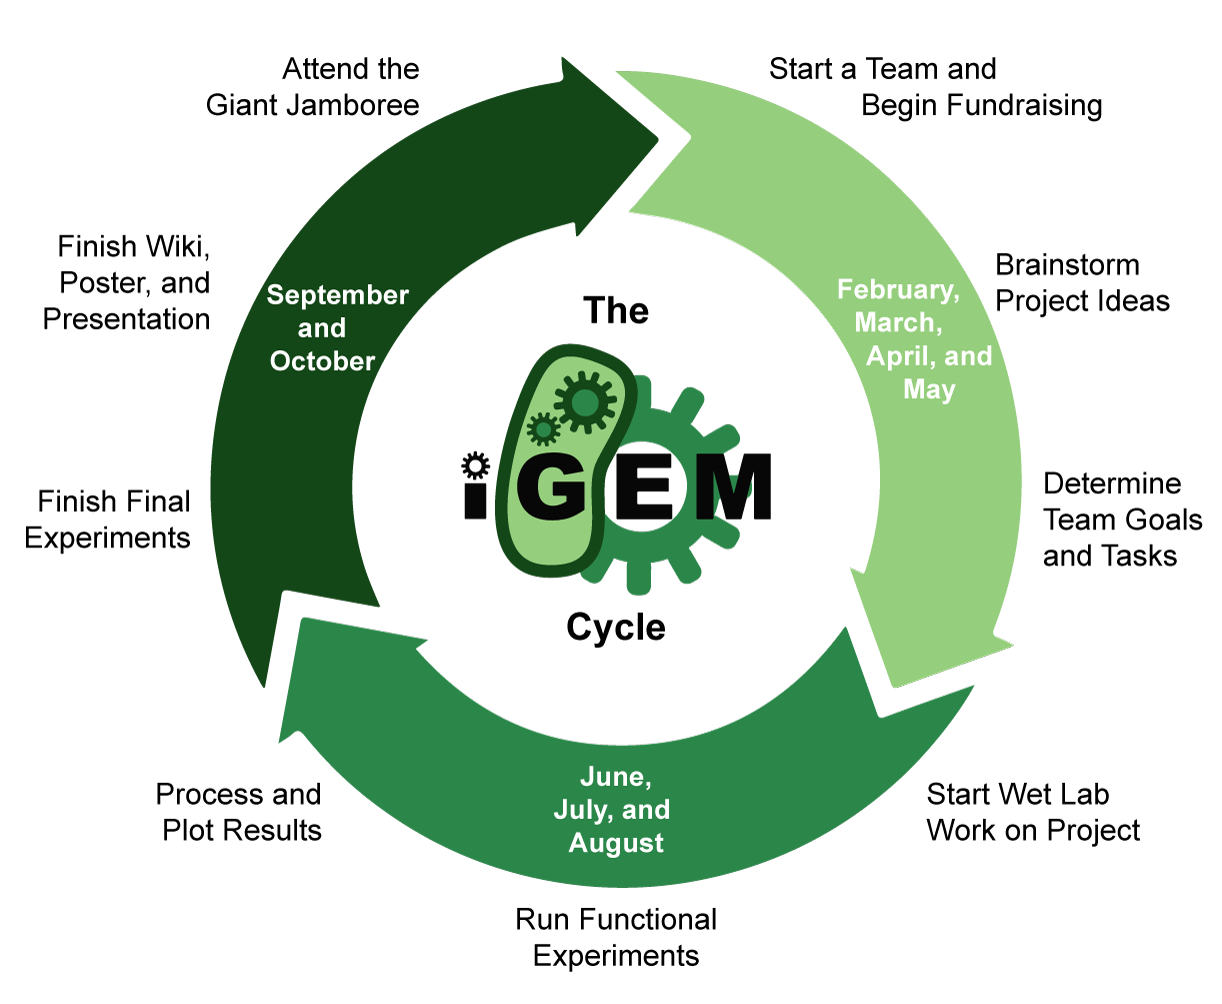 Attend the
Giant Jamboree
Start a Team and
Begin Fundraising
Brainstorm
Project Ideas
February,
March,
April, and
May
Determine
Team Goals
and Tasks
Start Wet Lab
Work on Project
June,
July, and
August
Run Functional
Experiments
Process and
Plot Results
Finish Final
Experiments
September
and
October
Finish Wiki,
Poster, and
Presentation
The
iGEM
Cycle